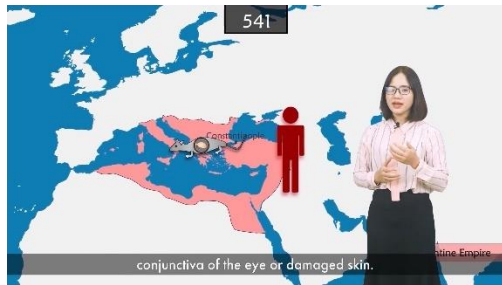 541
Constantinople
ntine Empire
conjunctiva of the eye or damaged skin.